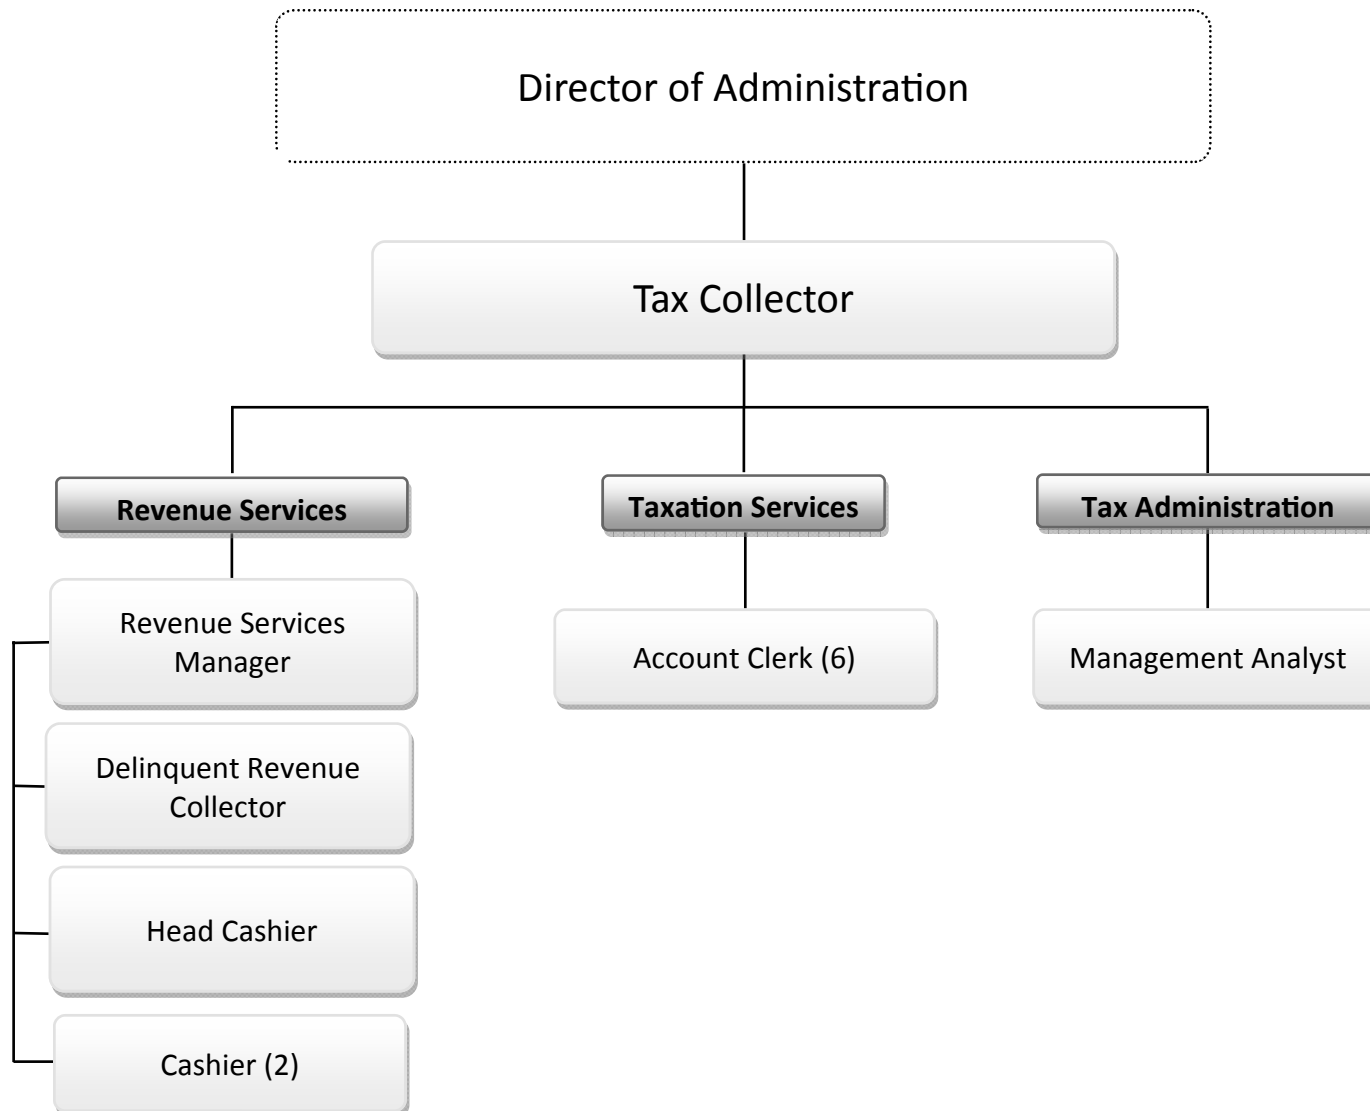 Director of Administration
Tax Collector
Revenue Services
Taxation Services
Tax Administration
Revenue Services
Manager
Account Clerk (6)
Management Analyst
Delinquent Revenue
Collector
Head Cashier
Cashier (2)